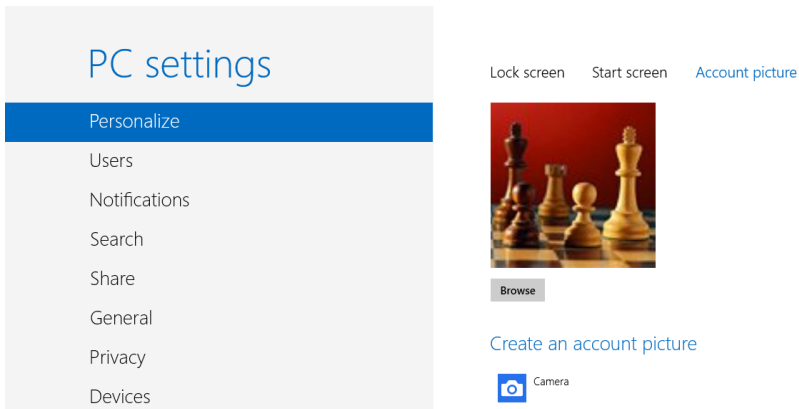 PC settings
Personalize
Users
Notifications
Search
Share
General
Privacy
Devices
Lock screen Start screen Account picture
Browse
Create an account picture
Camera